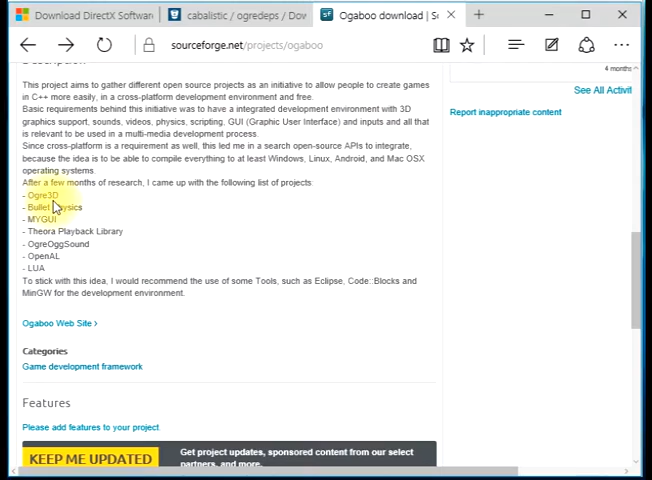 Download DirectX Software
cabalistic / ogredeps / Dow
Ogaboo download | So
sourceforge.net/projects/ogaboo
Description
4 months
See All Activit
Report inappropriate content
This project aims to gather different open source projects as an initiative to allow people to create games
in C++ more easily, in a cross-platform development environment and free.
Basic requirements behind this initiative was to have a integrated development environment with 3D
graphics support, sounds, videos, physics, scripting, GUI (Graphic User Interface) and inputs and all that
is relevant to be used in a multi-media development process.
Since cross-platform is a requirement as well, this led me in a search open-source APIs to integrate,
because the idea is to be able to compile everything to at least Windows, Linux, Android, and Mac OSX
operating systems.
After a few months of research, I came up with the following list of projects:
- Ogre3D
- Bullet Physics
- MYGUI
- Theora Playback Library
- OgreOggSound
- OpenAL
- LUA
To stick with this idea, I would recommend the use of some Tools, such as Eclipse, Code::Blocks and
MinGW for the development environment.
Ogaboo Web Site >
Categories
Game development framework
Features
Please add features to your project
KEEP ME UPDATED
Get project updates, sponsored content from our select
partners, and more.